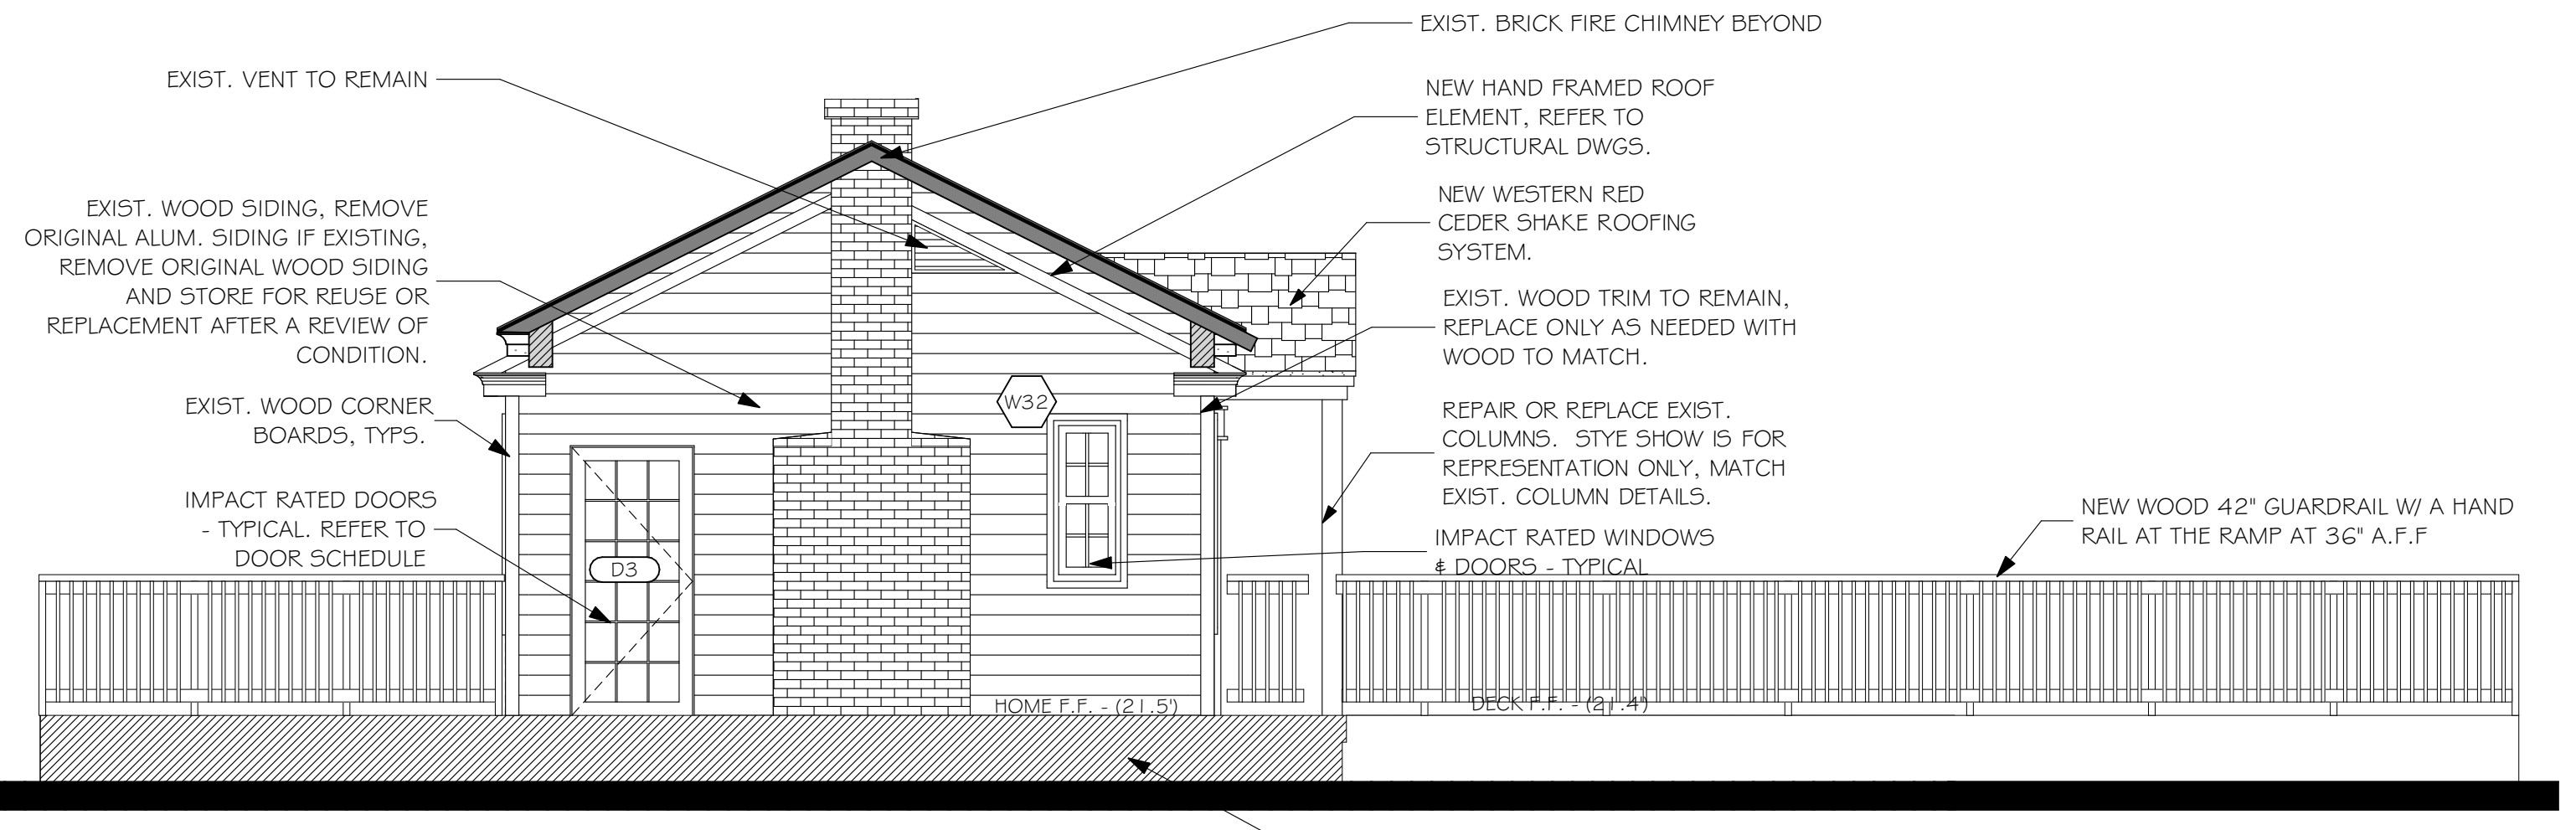 EXIST. BRICK FIRE CHIMNEY BEYOND
EXIST. VENT TO REMAIN
NEW HAND FRAMED ROOF
ELEMENT, REFER TO
STRUCTURAL DWGS.
NEW WESTERN RED
CEDER SHAKE ROOFING
SYSTEM.
EXIST. WOOD SIDING, REMOVE
ORIGINAL ALUM. SIDING IF EXISTING,
REMOVE ORIGINAL WOOD SIDING
AND STORE FOR REUSE OR
REPLACEMENT AFTER A REVIEW OF
CONDITION.
EXIST. WOOD TRIM TO REMAIN,
REPLACE ONLY AS NEEDED WITH
WOOD TO MATCH.
W32
EXIST. WOOD CORNER
BOARDS, TYPS.
REPAIR OR REPLACE EXIST.
COLUMNS. STYE SHOW IS FOR
REPRESENTATION ONLY, MATCH
EXIST. COLUMN DETAILS.
IMPACT RATED DOORS
- TYPICAL. REFER TO
DOOR SCHEDULE
D3
IMPACT RATED WINDOWS
& DOORS - TYPICAL
NEW WOOD 42" GUARDRAIL W/ A HAND
RAIL AT THE RAMP AT 36" A.F.F
HOME F.F. - (21.5')
DECK F.F. - (21.4')